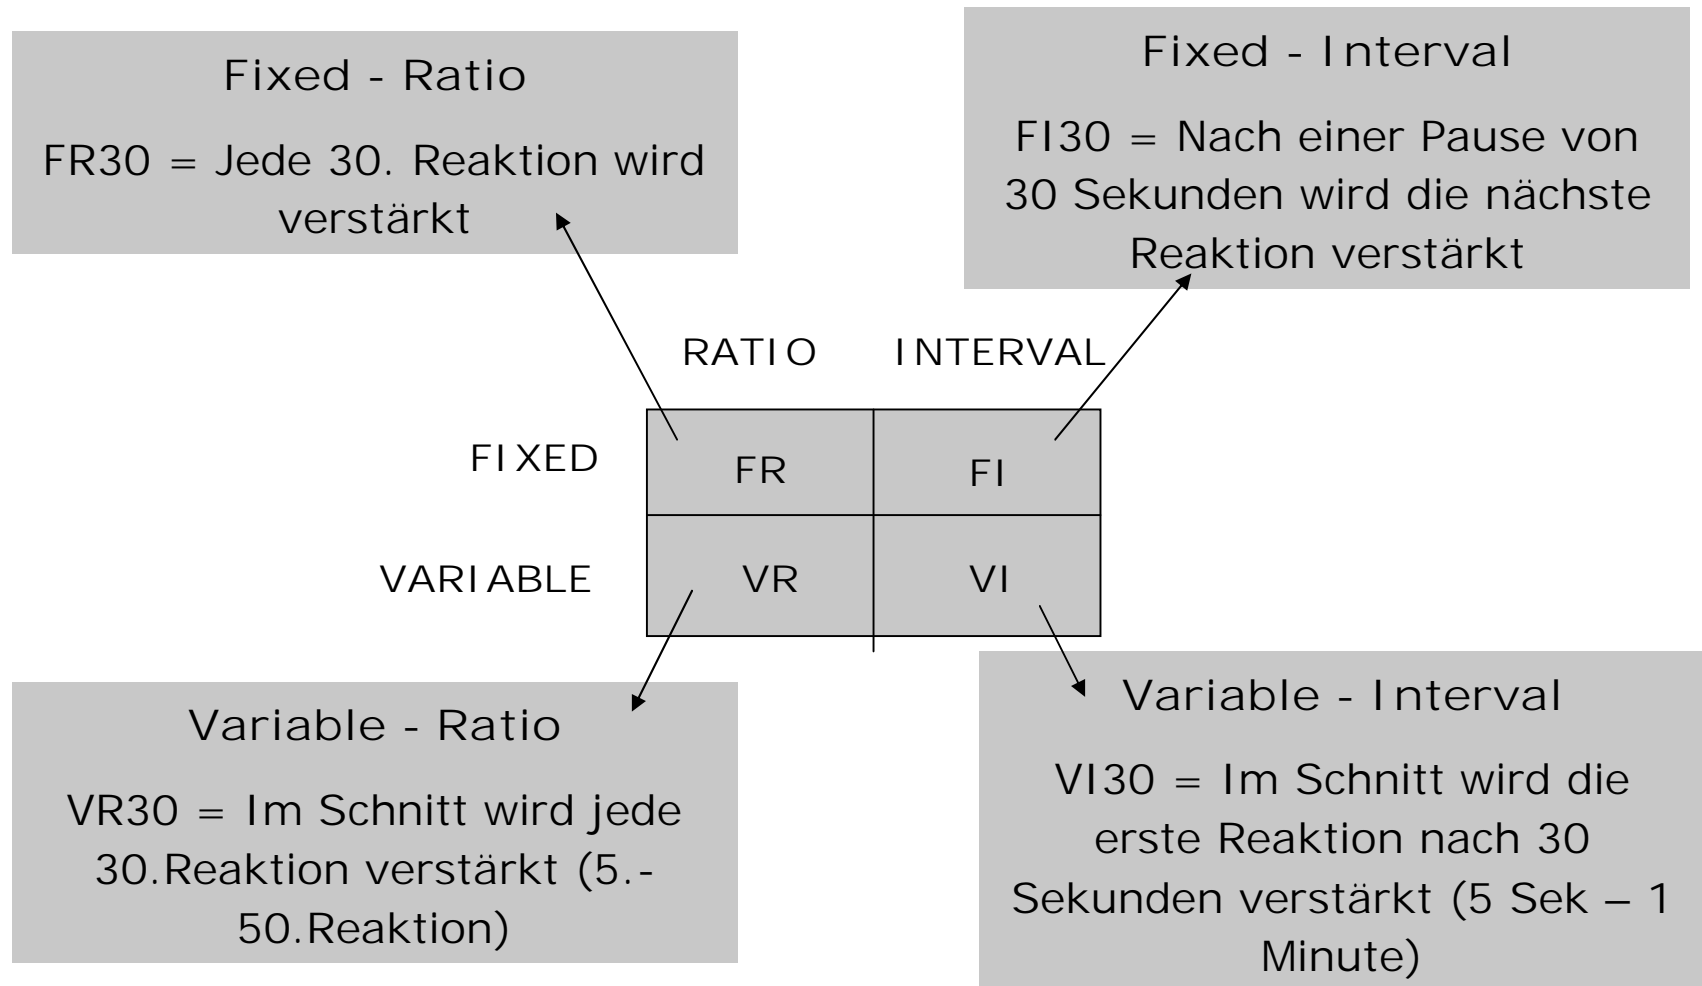 Fixed - Ratio
FR30 = Jede 30. Reaktion wird
verstärkt
Fixed - Interval
FI30 = Nach einer Pause von
30 Sekunden wird die nächste
Reaktion verstärkt
RATIO INTERVAL
FIXED FR FI
VARIABLE VR VI
Variable - Ratio
VR30 = Im Schnitt wird jede
30.Reaktion verstärkt (5.-
50.Reaktion)
Variable - Interval
VI30 = Im Schnitt wird die
erste Reaktion nach 30
Sekunden verstärkt (5 Sek – 1
Minute)